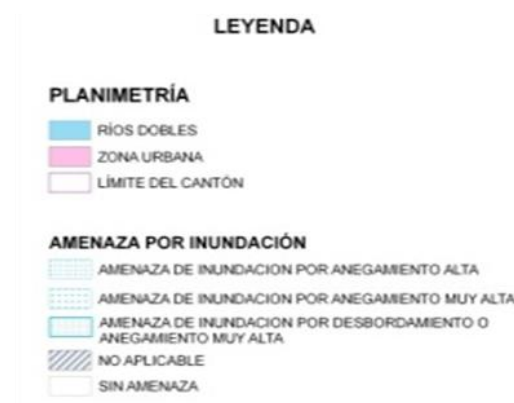 LEYENDA
PLANIMETRÍA
RÍOS DOBLES
ZONA URBANA
LÍMITE DEL CANTÓN
AMENAZA POR INUNDACIÓN
AMENAZA DE INUNDACION POR ANEGAMIENTO ALTA
AMENAZA DE INUNDACION POR ANEGAMIENTO MUY ALTA
AMENAZA DE INUNDACION POR DESBORDAMIENTO O
ANEGAMIENTO MUY ALTA
NO APLICABLE
SIN AMENAZA